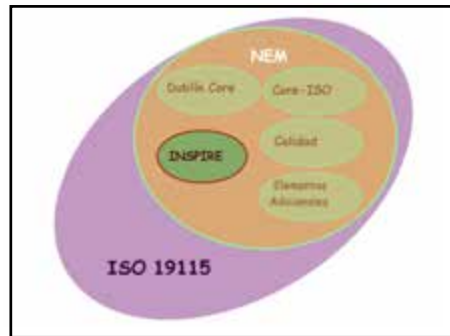 NEM
Dublin Core
Core-ISO
INSPIRE
Calidad
Elementos
Adicionales
ISO 19115